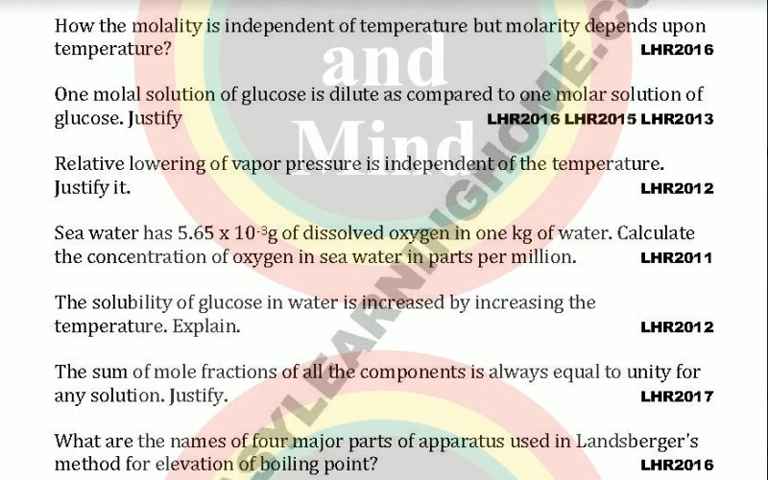 and
Mind
EASYLEARNINGHOME.CO
How the molality is independent of temperature but molarity depends upon
temperature? LHR2016
One molal solution of glucose is dilute as compared to one molar solution of
glucose. Justify LHR2016 LHR2015 LHR2013
Relative lowering of vapor pressure is independent of the temperature.
Justify it. LHR2012
Sea water has 5.65 x 10⁻³g of dissolved oxygen in one kg of water. Calculate
the concentration of oxygen in sea water in parts per million. LHR2011
The solubility of glucose in water is increased by increasing the
temperature. Explain. LHR2012
The sum of mole fractions of all the components is always equal to unity for
any solution. Justify. LHR2017
What are the names of four major parts of apparatus used in Landsberger's
method for elevation of boiling point? LHR2016